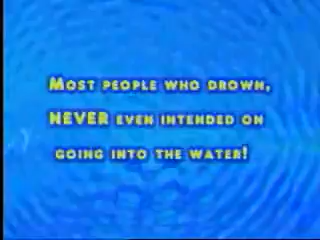 MOST PEOPLE WHO DROWN,
NEVER EVEN INTENDED ON
GOING INTO THE WATER!